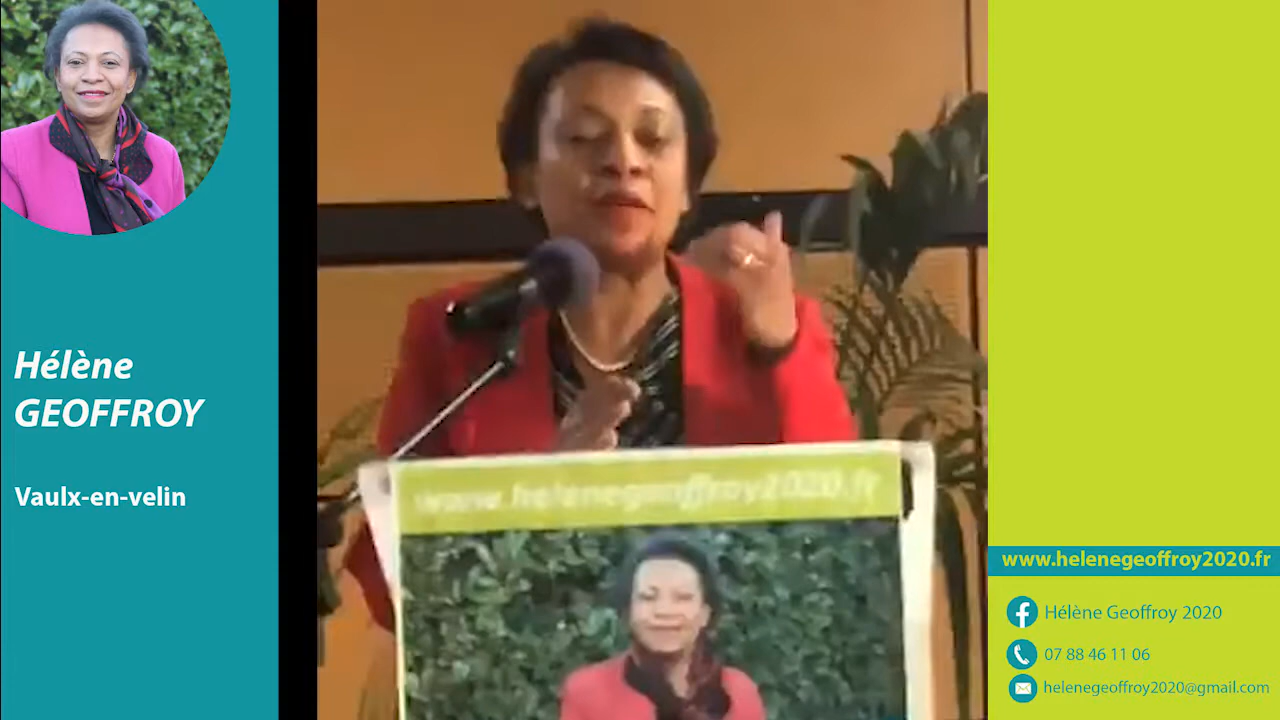 Hélène
GEOFFROY
Vaulx-en-velin
www.helenegeoffroy2020.fr
www.helenegeoffroy2020.fr
Hélène Geoffroy 2020
07 88 46 11 06
helenegeoffroy2020@gmail.com